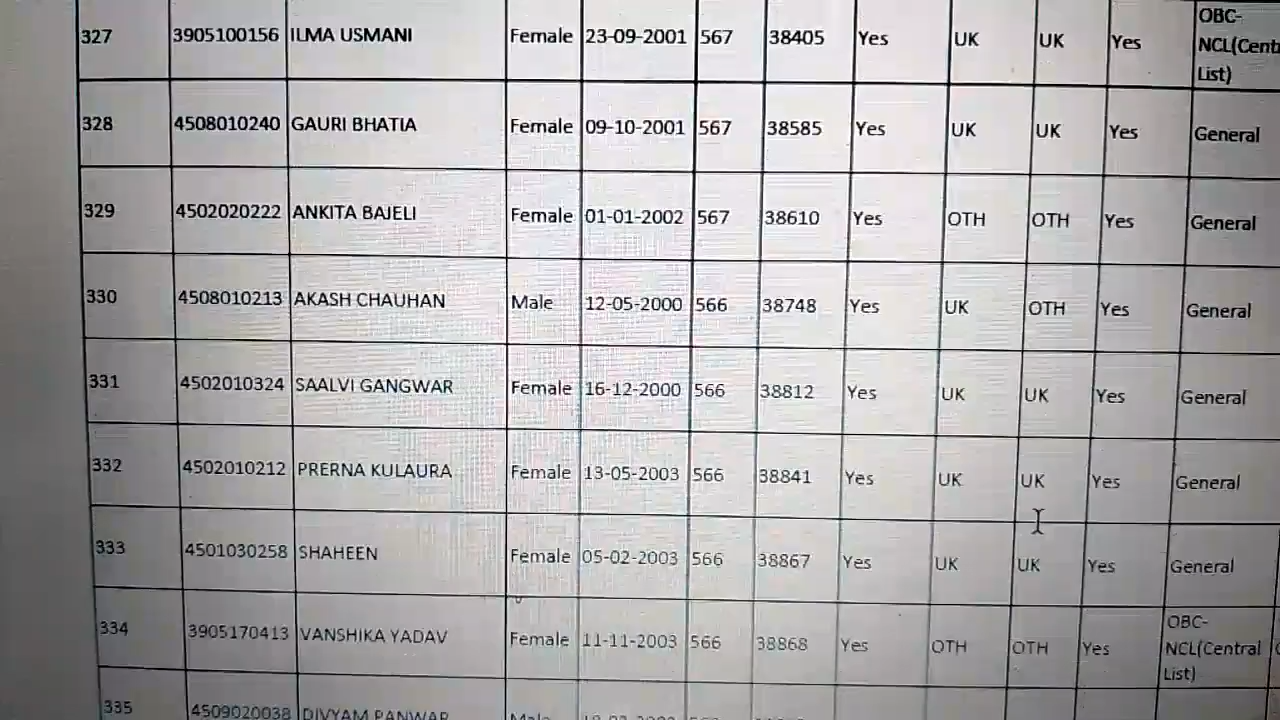 327 3905100156 ILMA USMANI Female 23-09-2001 567 38405 Yes UK UK Yes OBC-
NCL(Cent
List)
328 4508010240 GAURI BHATIA Female 09-10-2001 567 38585 Yes UK UK Yes General
329 4502020222 ANKITA BAJELI Female 01-01-2002 567 38610 Yes OTH OTH Yes General
330 4508010213 AKASH CHAUHAN Male 12-05-2000 566 38748 Yes UK OTH Yes General
331 4502010324 SAALVI GANGWAR Female 16-12-2000 566 38812 Yes UK UK Yes General
332 4502010212 PRERNA KULAURA Female 13-05-2003 566 38841 Yes UK UK Yes General
333 4501030258 SHAHEEN Female 05-02-2003 566 38867 Yes UK UK Yes General
334 3905170413 VANSHIKA YADAV Female 11-11-2003 566 38868 Yes OTH OTH Yes OBC-
NCL(Central
List)
335 4509020038 DIVYAM PANWAR Male